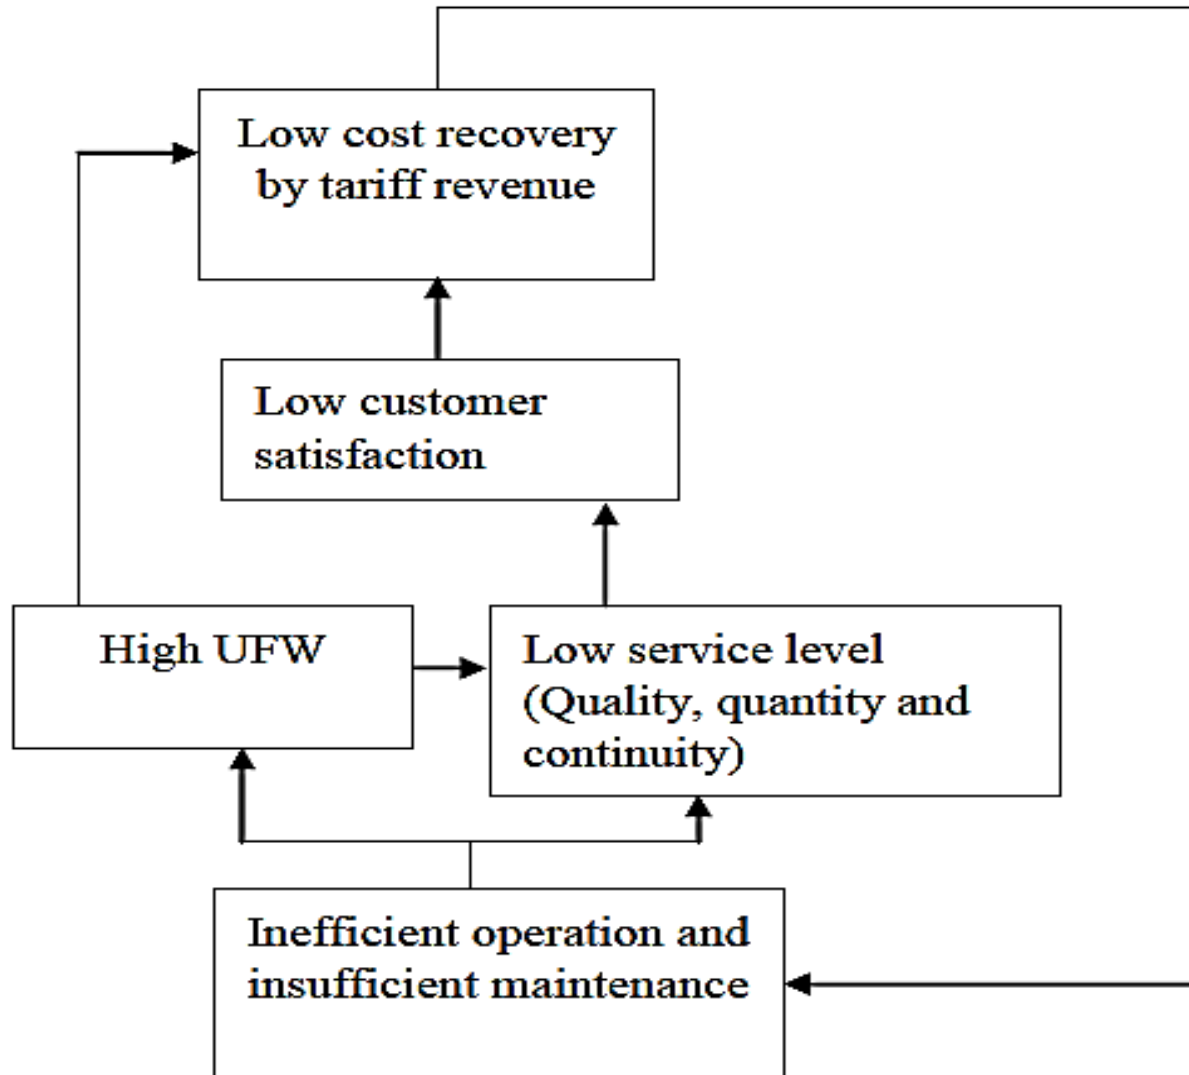 Low cost recovery
by tariff revenue
Low customer
satisfaction
High UFW
Low service level
(Quality, quantity and
continuity)
Inefficient operation and
insufficient maintenance